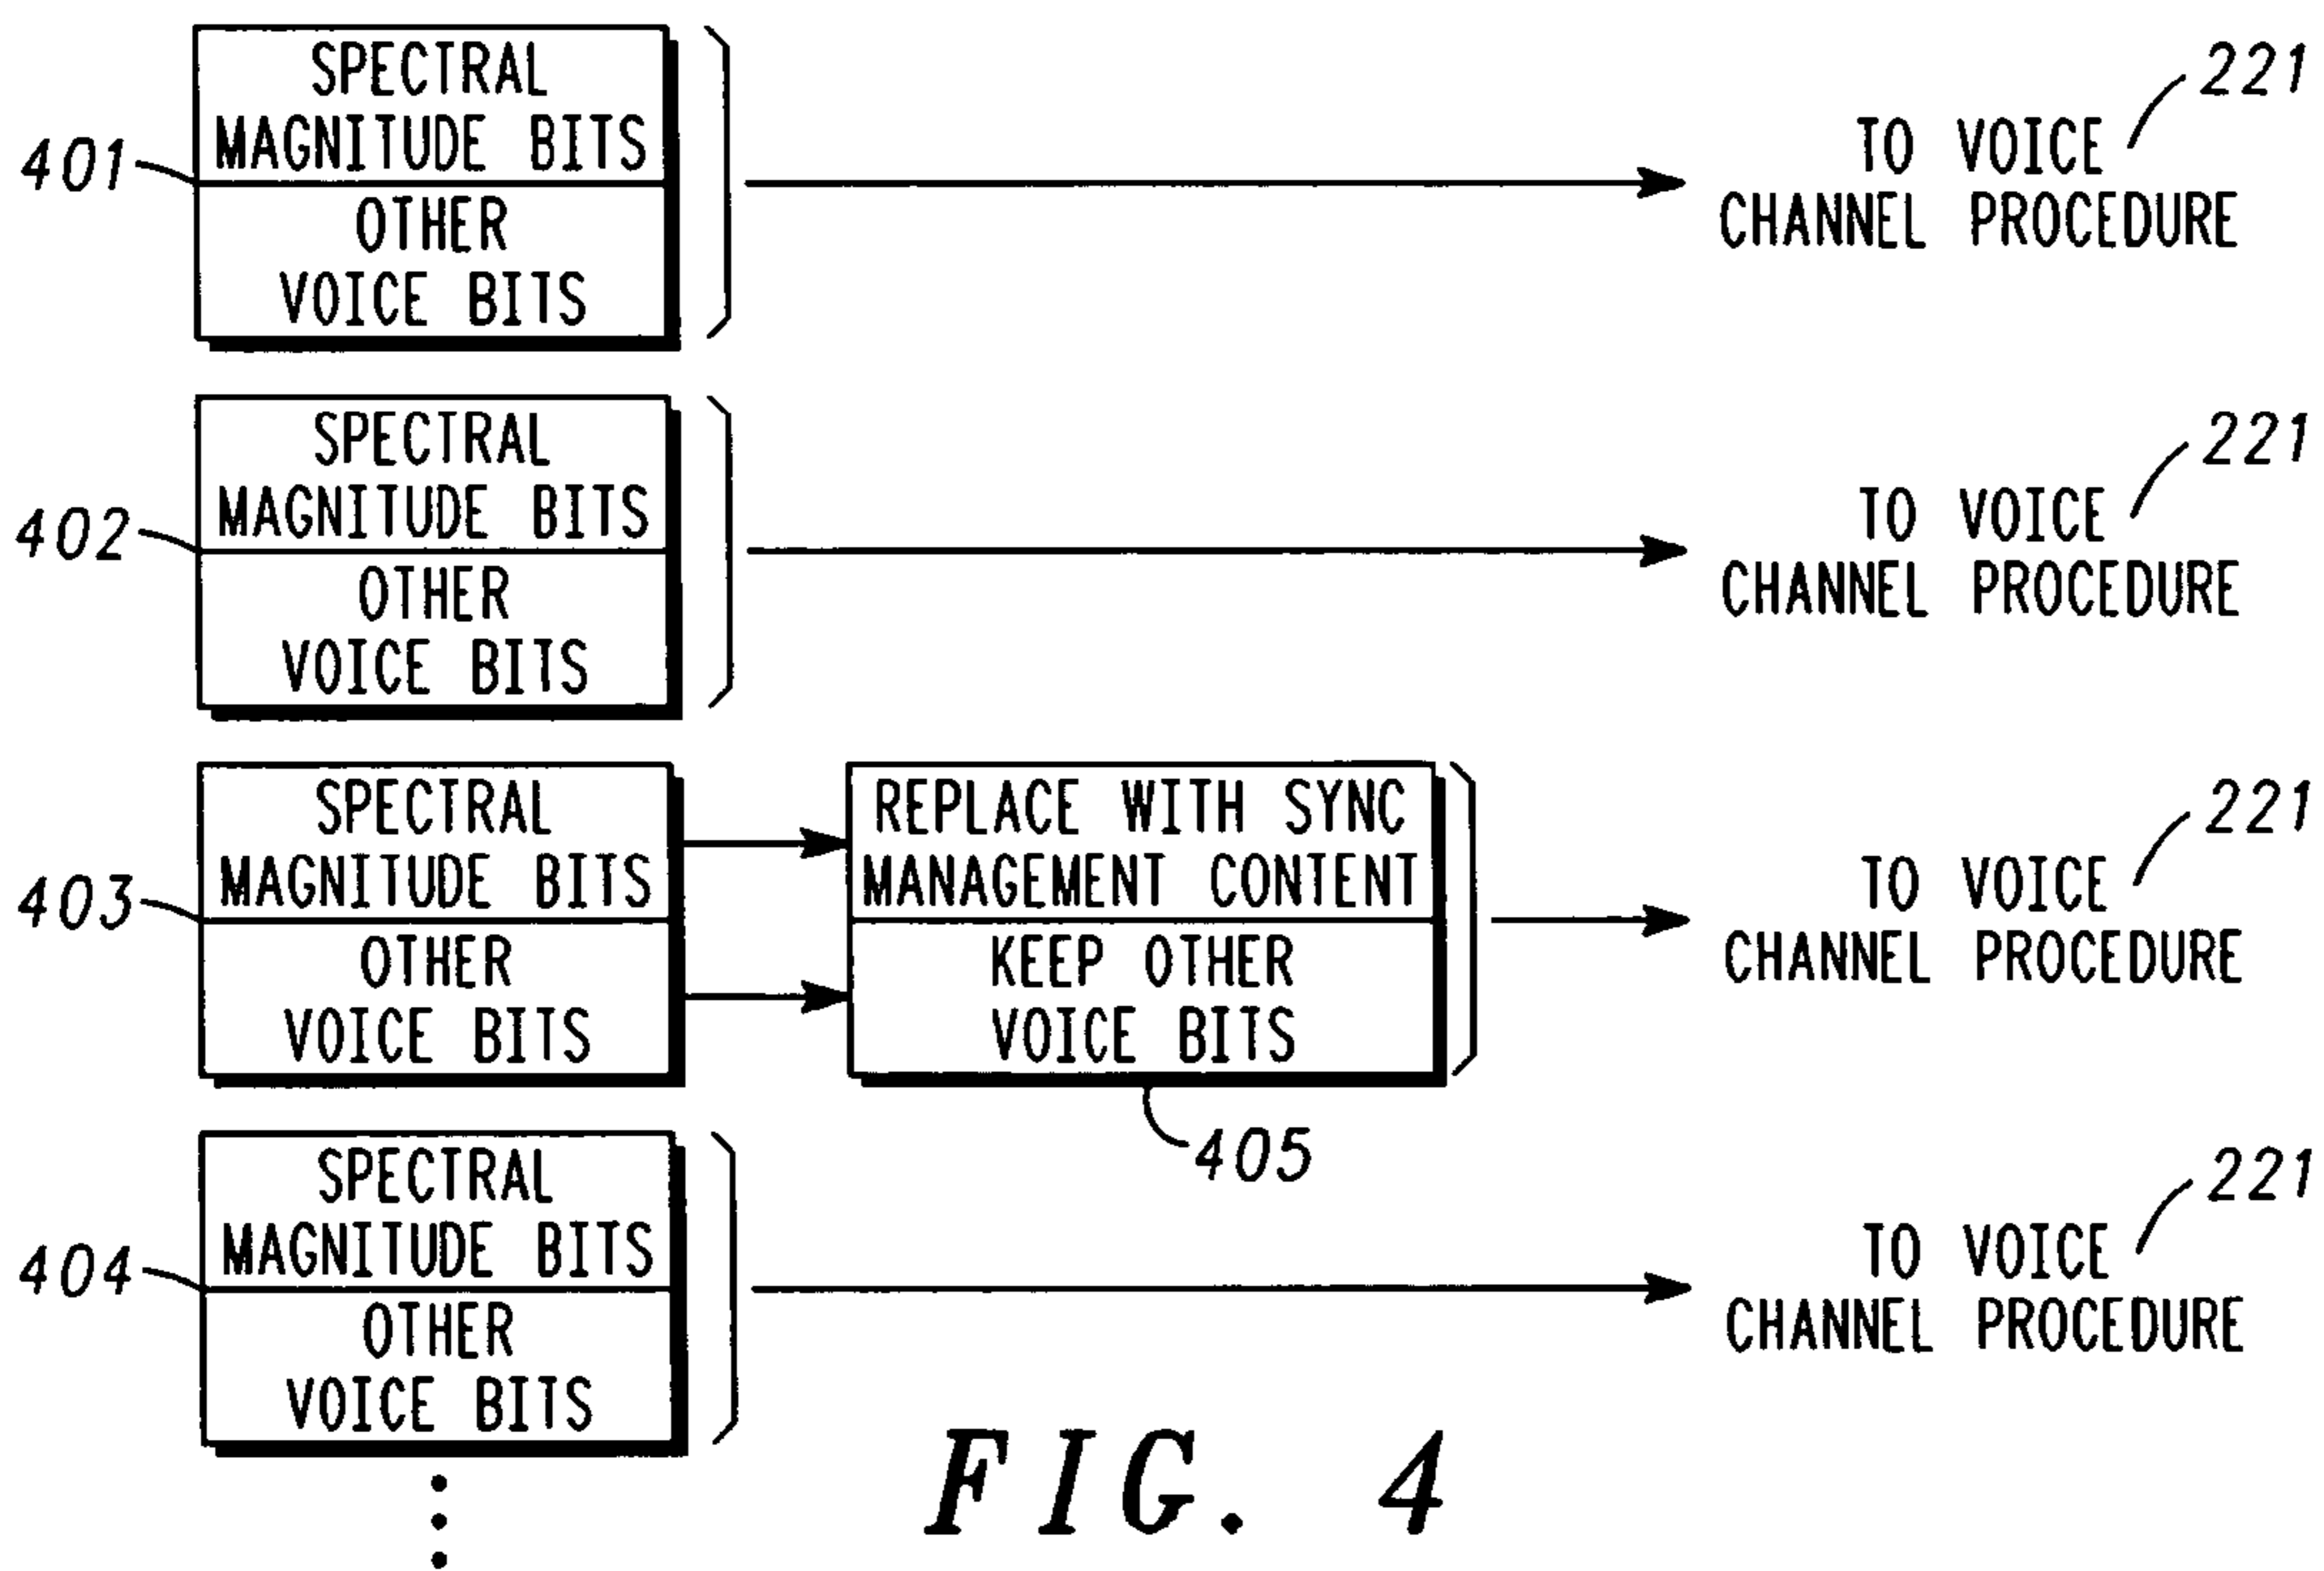 SPECTRAL
MAGNITUDE BITS
401
OTHER
VOICE BITS
221
TO VOICE
CHANNEL PROCEDURE
SPECTRAL
MAGNITUDE BITS
402
OTHER
VOICE BITS
221
TO VOICE
CHANNEL PROCEDURE
SPECTRAL
MAGNITUDE BITS
403
OTHER
VOICE BITS
REPLACE WITH SYNC
MANAGEMENT CONTENT
KEEP OTHER
VOICE BITS
405
221
TO VOICE
CHANNEL PROCEDURE
SPECTRAL
MAGNITUDE BITS
404
OTHER
VOICE BITS
221
TO VOICE
CHANNEL PROCEDURE
FIG. 4